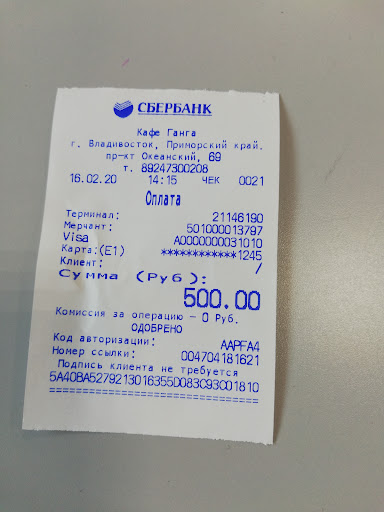 СБЕРБАНК
Кафе Ганга
г. Владивосток, Приморский край.
пр-кт Океанский, 69
т. 89247300208
16.02.20 14:15 ЧЕК 0021
Оплата
Терминал: 21146190
Мерчант: 501000013797
Visa A0000000031010
Карта:(E1) ************1245
Клиент: /
Сумма (Руб):
500.00
Комиссия за операцию – 0 Руб.
ОДОБРЕНО
Код авторизации: AAPFA4
Номер ссылки: 004704181621
Подпись клиента не требуется
5A40BA5279213016355D083C93C01810
================================